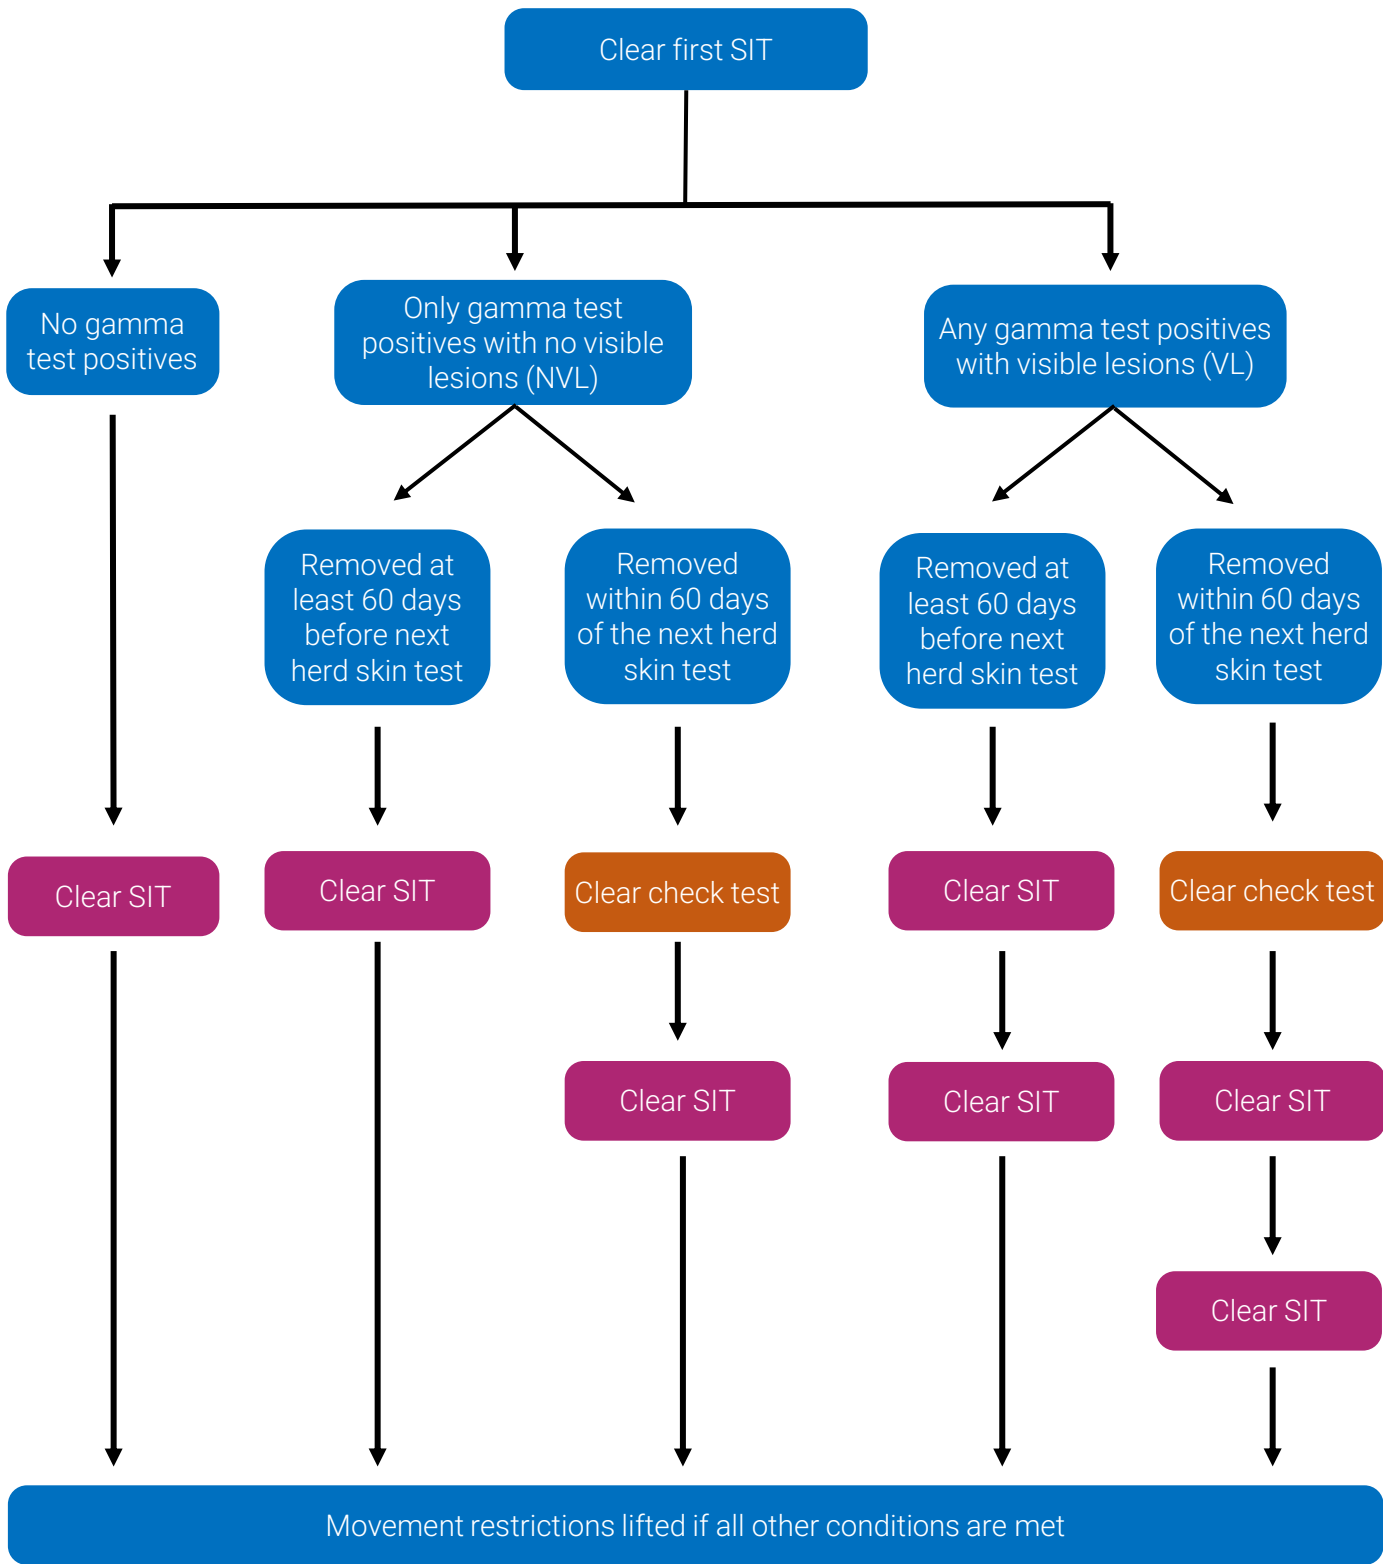 Clear first SIT
No gamma
test positives
Only gamma test
positives with no visible
lesions (NVL)
Any gamma test positives
with visible lesions (VL)
Removed at
least 60 days
before next
herd skin test
Removed
within 60 days
of the next herd
skin test
Removed at
least 60 days
before next
herd skin test
Removed
within 60 days
of the next herd
skin test
Clear SIT
Clear SIT
Clear check test
Clear SIT
Clear check test
Clear SIT
Clear SIT
Clear SIT
Clear SIT
Movement restrictions lifted if all other conditions are met